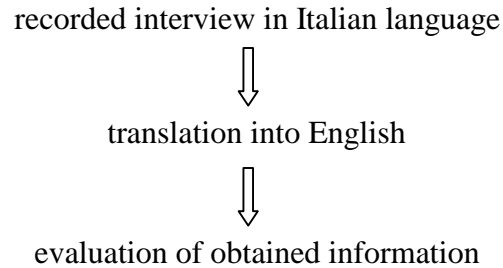 recorded interview in Italian language
translation into English
evaluation of obtained information